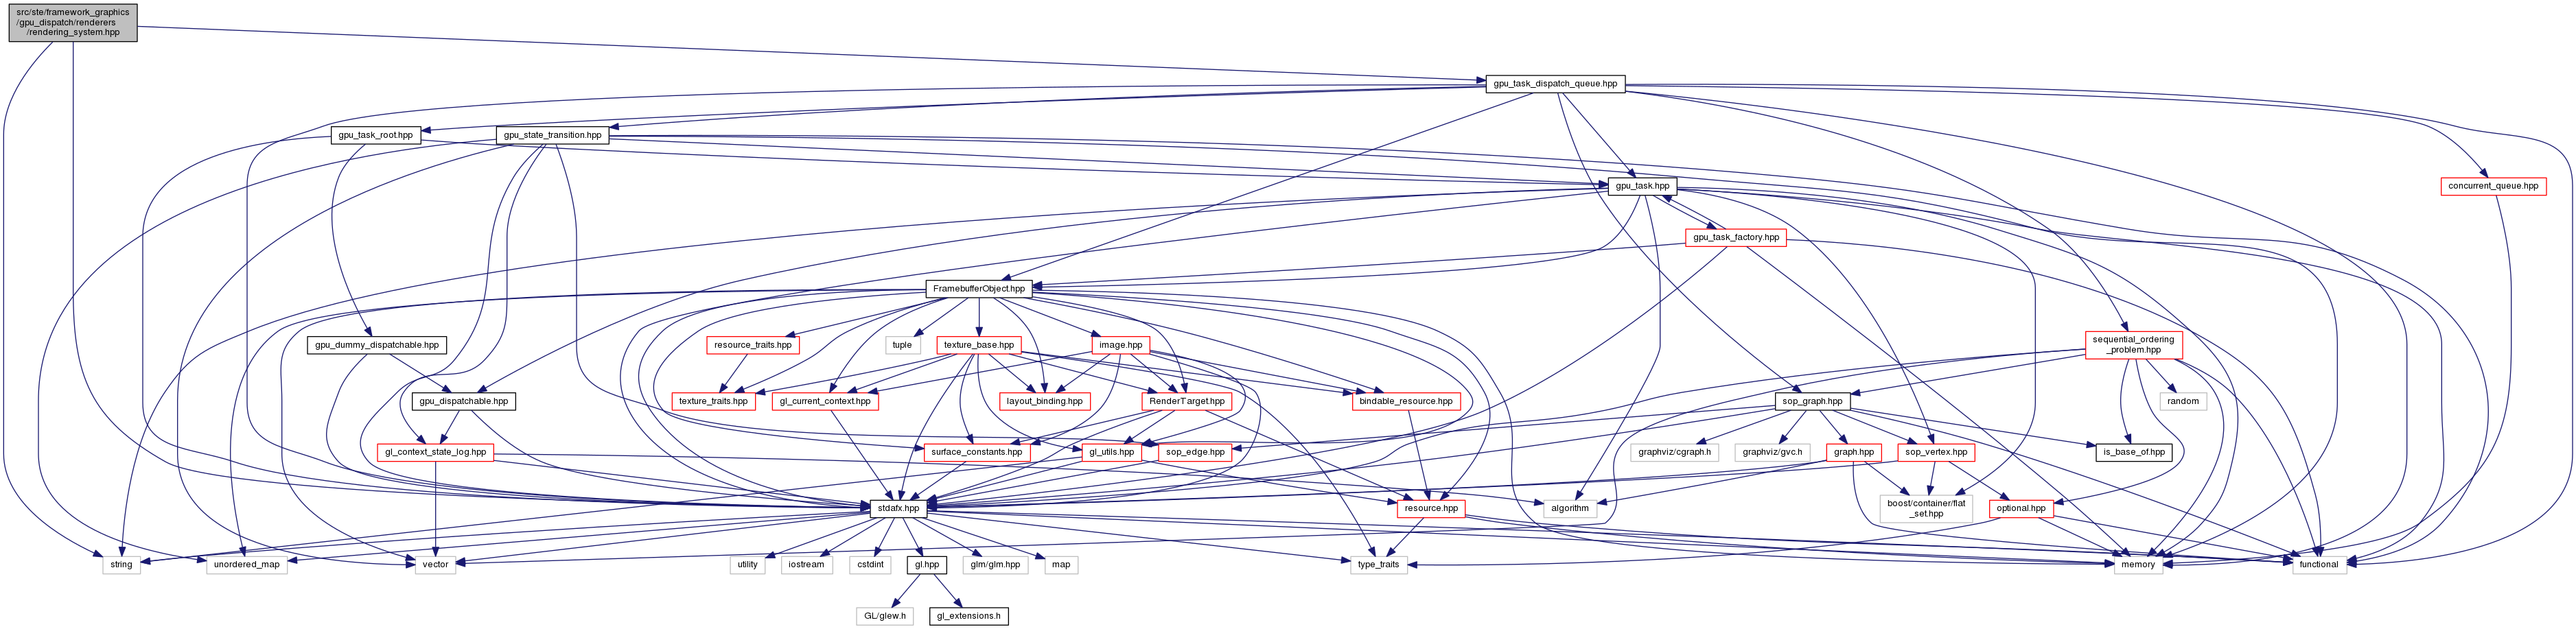 src/ste/framework_graphics
/gpu_dispatch/renderers
/rendering_system.hpp
gpu_task_dispatch_queue.hpp
gpu_task_root.hpp
gpu_state_transition.hpp
gpu_task.hpp
concurrent_queue.hpp
gpu_task_factory.hpp
FramebufferObject.hpp
gpu_dummy_dispatchable.hpp
resource_traits.hpp
tuple
texture_base.hpp
image.hpp
sequential_ordering
_problem.hpp
gpu_dispatchable.hpp
texture_traits.hpp
gl_current_context.hpp
layout_binding.hpp
RenderTarget.hpp
bindable_resource.hpp
sop_graph.hpp
random
gl_context_state_log.hpp
surface_constants.hpp
gl_utils.hpp
sop_edge.hpp
graphviz/cgraph.h
graphviz/gvc.h
graph.hpp
sop_vertex.hpp
is_base_of.hpp
stdafx.hpp
algorithm
resource.hpp
boost/container/flat
_set.hpp
optional.hpp
string
unordered_map
vector
utility
iostream
cstdint
gl.hpp
glm/glm.hpp
map
type_traits
memory
functional
GL/glew.h
gl_extensions.h